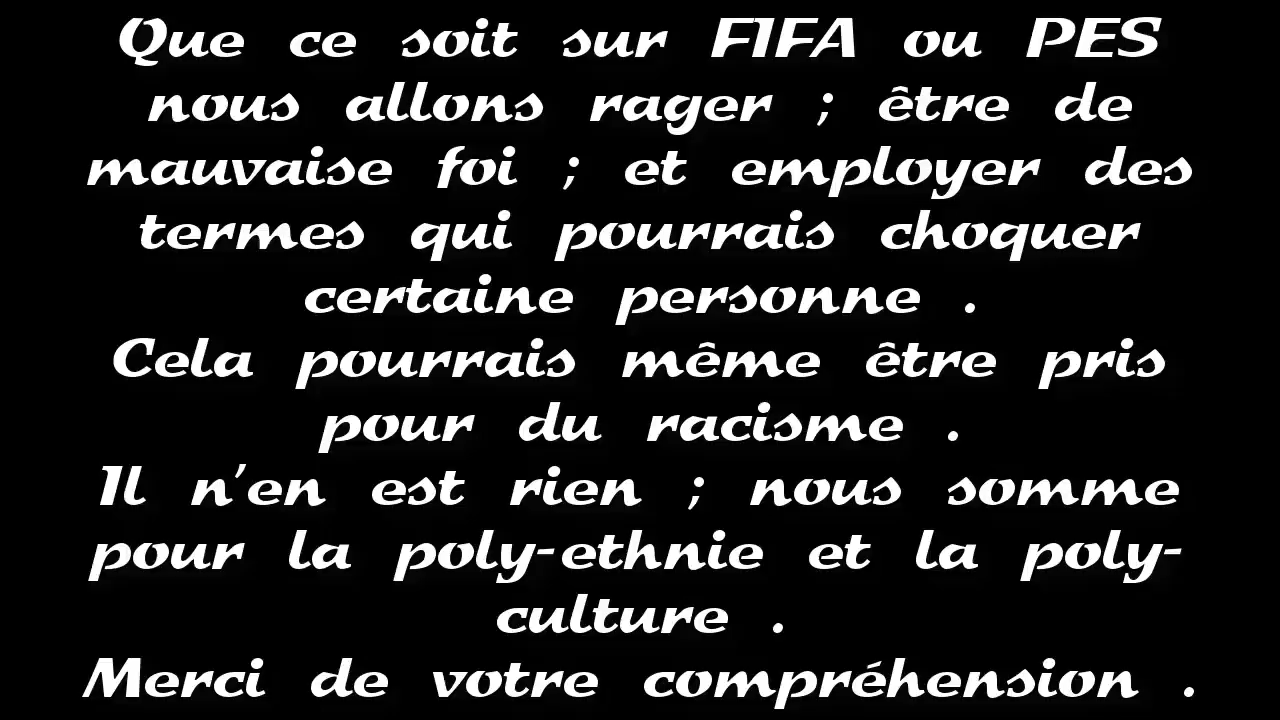 Que ce soit sur FIFA ou PES
nous allons rager ; être de
mauvaise foi ; et employer des
termes qui pourrais choquer
certaine personne .
Cela pourrais même être pris
pour du racisme .
Il n'en est rien ; nous somme
pour la poly-ethnie et la poly-
culture .
Merci de votre compréhension .